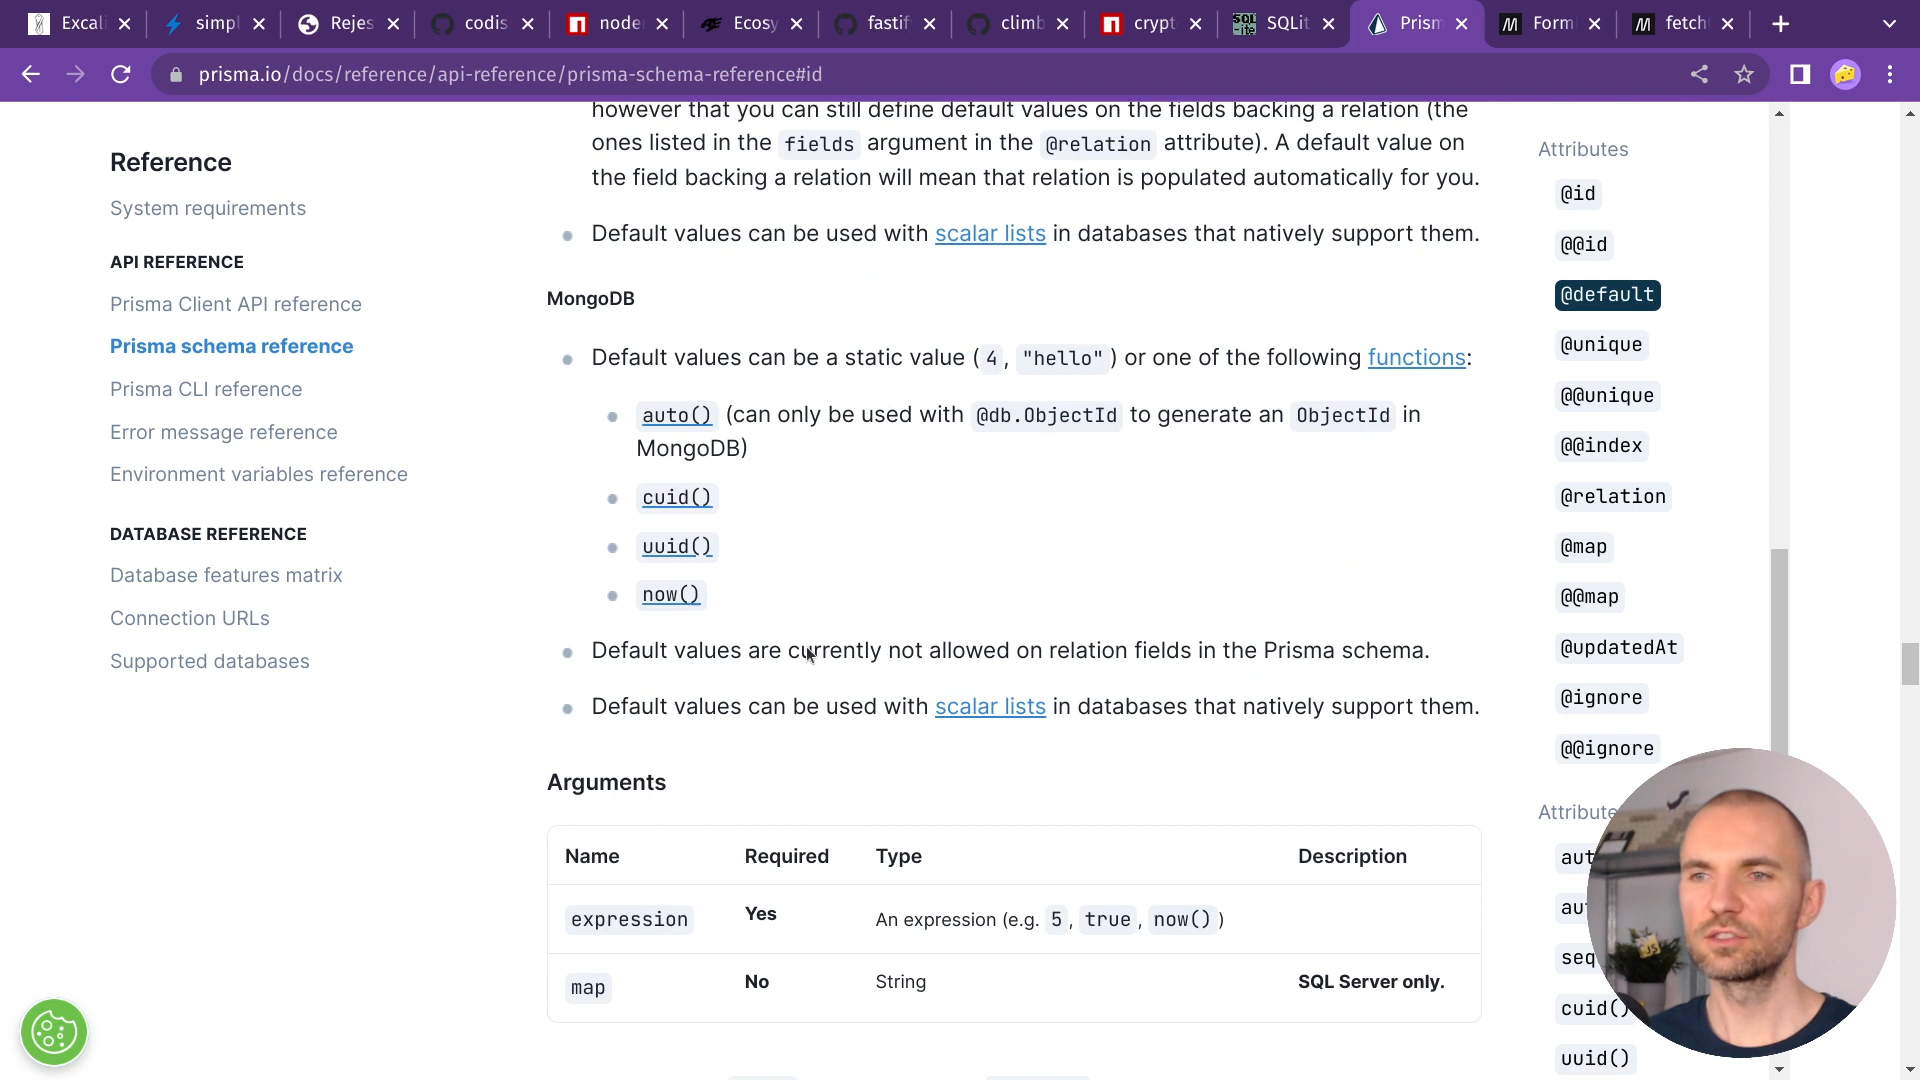 Excali
simpl
Rejes
codis
node
Ecosy
fastif
climb
crypt
SQLit
Prism
Form
fetch
prisma.io/docs/reference/api-reference/prisma-schema-reference#id
Reference
System requirements
API REFERENCE
Prisma Client API reference
Prisma schema reference
Prisma CLI reference
Error message reference
Environment variables reference
DATABASE REFERENCE
Database features matrix
Connection URLs
Supported databases
however that you can still define default values on the fields backing a relation (the
ones listed in the fields argument in the @relation attribute). A default value on
the field backing a relation will mean that relation is populated automatically for you.
Default values can be used with scalar lists in databases that natively support them.
MongoDB
Default values can be a static value (4, "hello") or one of the following functions:
auto() (can only be used with @db.ObjectId to generate an ObjectId in
MongoDB)
cuid()
uuid()
now()
Default values are currently not allowed on relation fields in the Prisma schema.
Default values can be used with scalar lists in databases that natively support them.
Arguments
Name Required Type Description
expression Yes An expression (e.g. 5, true, now())
map No String SQL Server only.
Attributes
@id
@@id
@default
@unique
@@unique
@@index
@relation
@map
@@map
@updatedAt
@ignore
@@ignore
Attribute
aut
au
seq
cuid()
uuid()